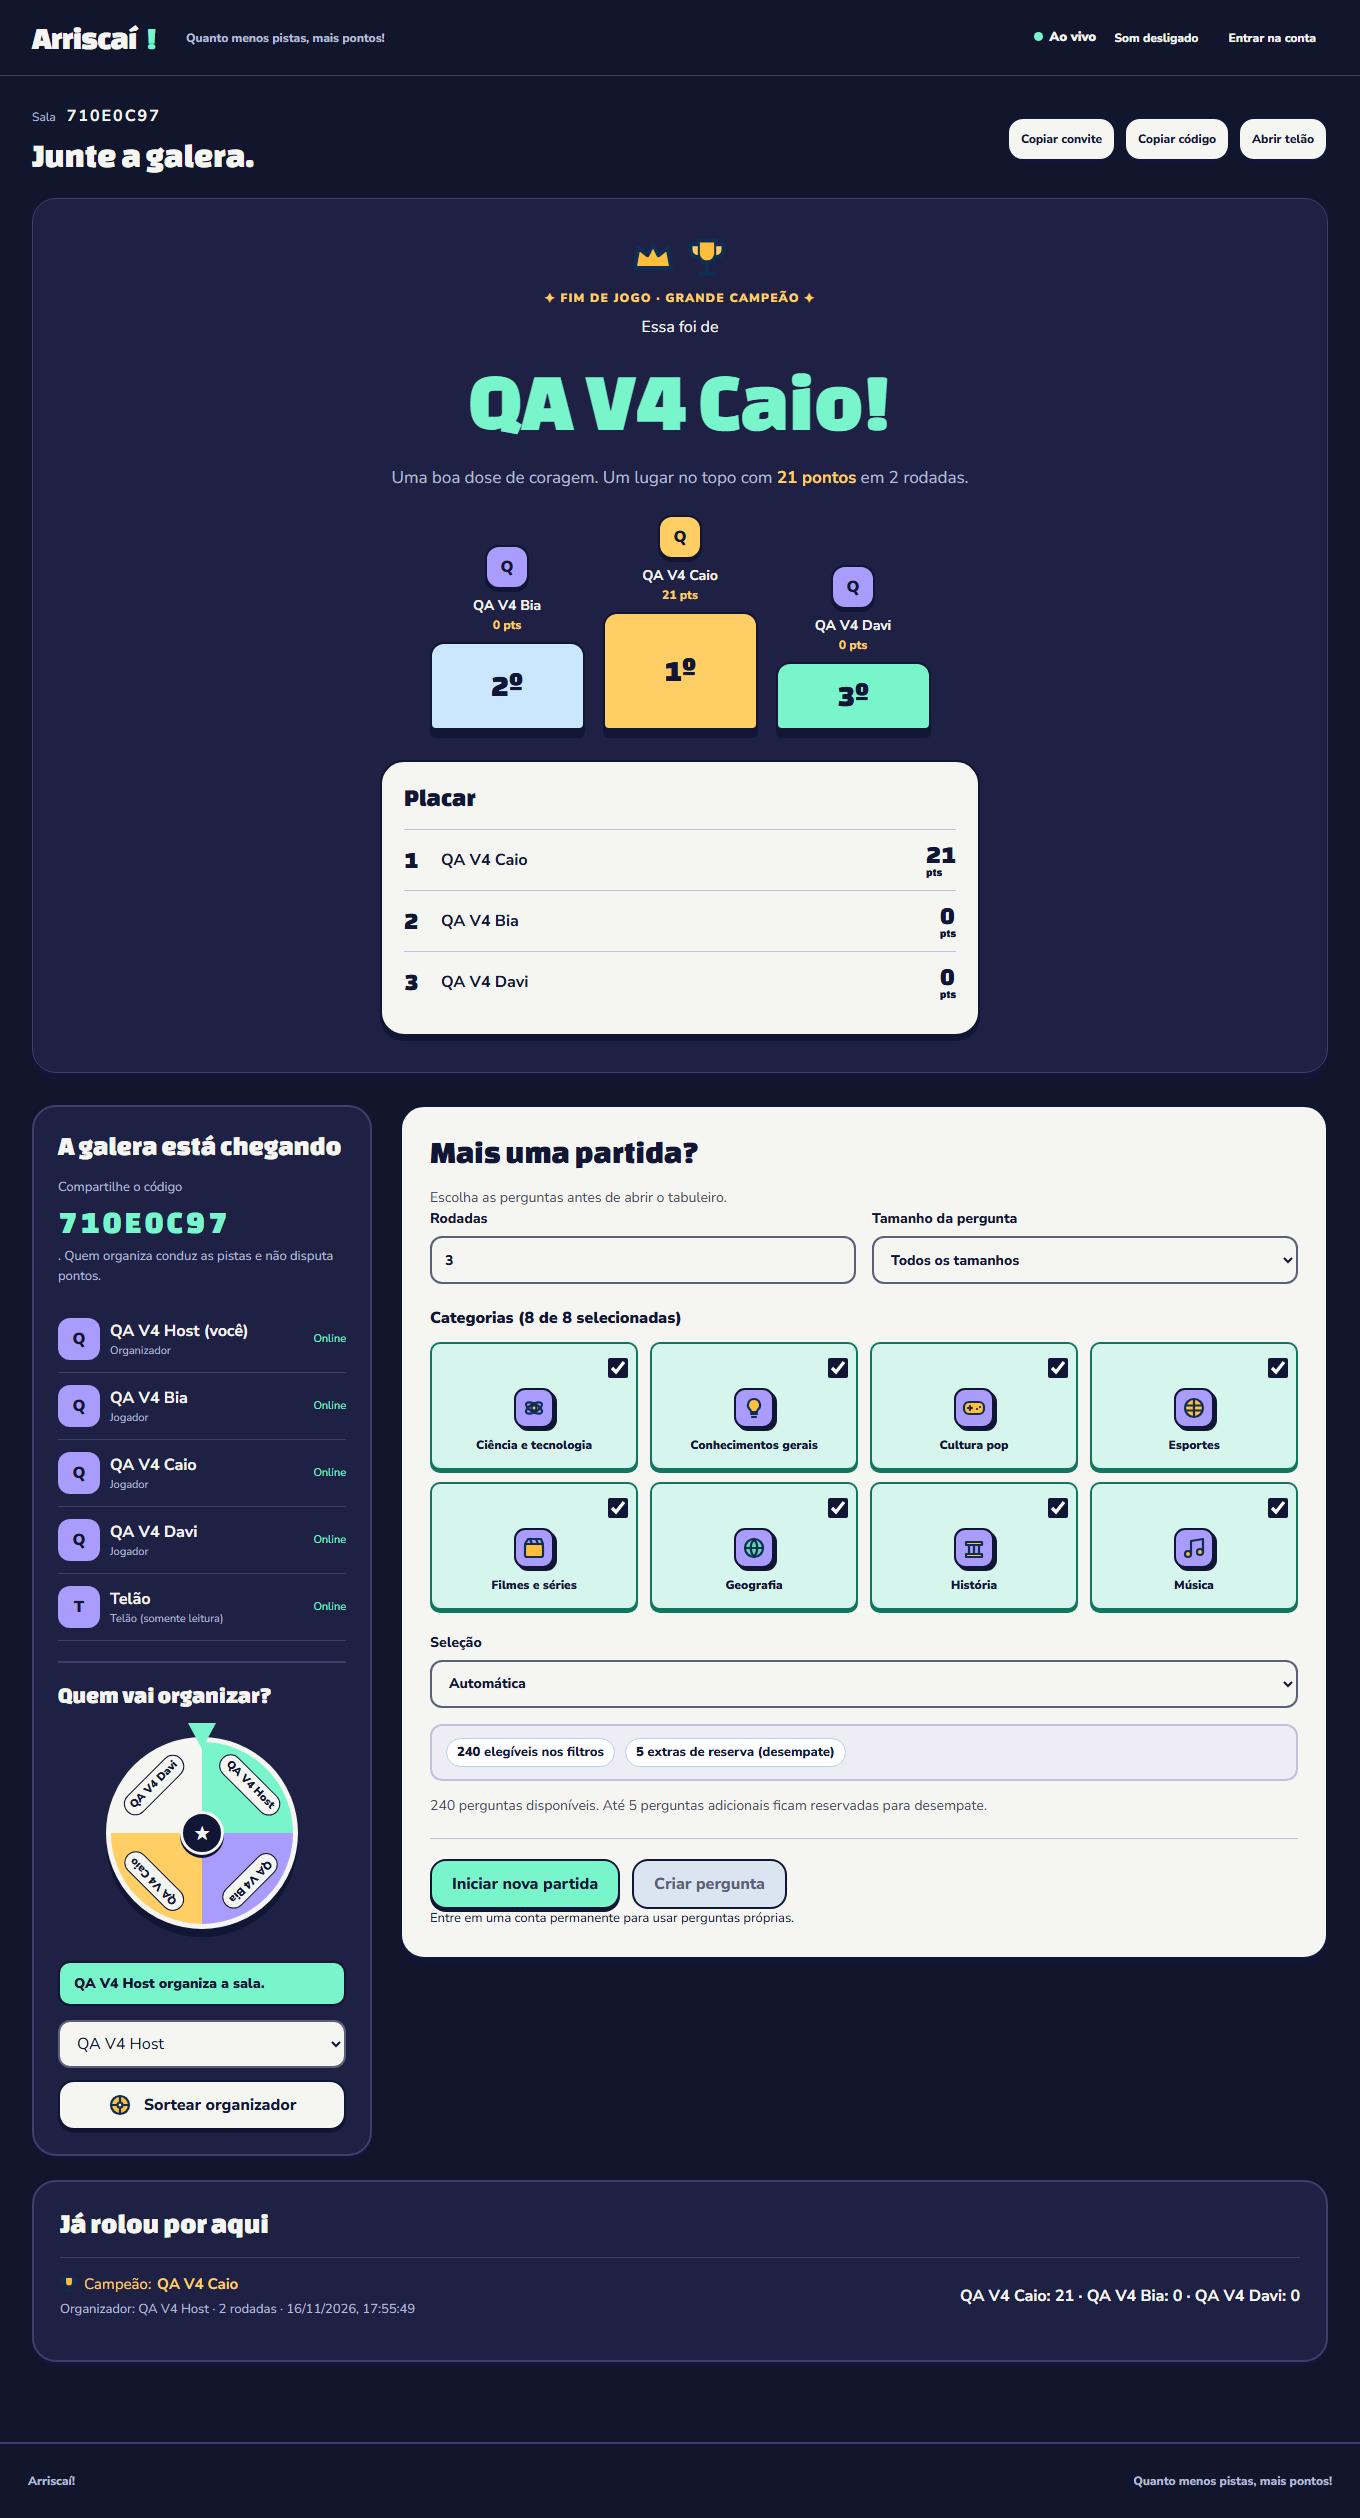 Arriscaí !
Quanto menos pistas, mais pontos!
Ao vivo
Som desligado
Entrar na conta
Sala 710E0C97
Junte a galera.
Copiar convite
Copiar código
Abrir telão
✦ FIM DE JOGO · GRANDE CAMPEÃO ✦
Essa foi de
QA V4 Caio!
Uma boa dose de coragem. Um lugar no topo com 21 pontos em 2 rodadas.
Q
QA V4 Bia
0 pts
2º
Q
QA V4 Caio
21 pts
1º
Q
QA V4 Davi
0 pts
3º
Placar
1 QA V4 Caio 21 pts
2 QA V4 Bia 0 pts
3 QA V4 Davi 0 pts
A galera está chegando
Compartilhe o código
710E0C97
. Quem organiza conduz as pistas e não disputa
pontos.
Q QA V4 Host (você) Online
Organizador
Q QA V4 Bia Online
Jogador
Q QA V4 Caio Online
Jogador
Q QA V4 Davi Online
Jogador
T Telão Online
Telão (somente leitura)
Quem vai organizar?
QA V4 Davi
QA V4 Host
QA V4 Caio
QA V4 Bia
QA V4 Host organiza a sala.
QA V4 Host
Sortear organizador
Mais uma partida?
Escolha as perguntas antes de abrir o tabuleiro.
Rodadas
3
Tamanho da pergunta
Todos os tamanhos
Categorias (8 de 8 selecionadas)
Ciência e tecnologia
Conhecimentos gerais
Cultura pop
Esportes
Filmes e séries
Geografia
História
Música
Seleção
Automática
240 elegíveis nos filtros
5 extras de reserva (desempate)
240 perguntas disponíveis. Até 5 perguntas adicionais ficam reservadas para desempate.
Iniciar nova partida
Criar pergunta
Entre em uma conta permanente para usar perguntas próprias.
Já rolou por aqui
Campeão: QA V4 Caio
Organizador: QA V4 Host · 2 rodadas · 16/11/2026, 17:55:49
QA V4 Caio: 21 · QA V4 Bia: 0 · QA V4 Davi: 0
Arriscaí!
Quanto menos pistas, mais pontos!